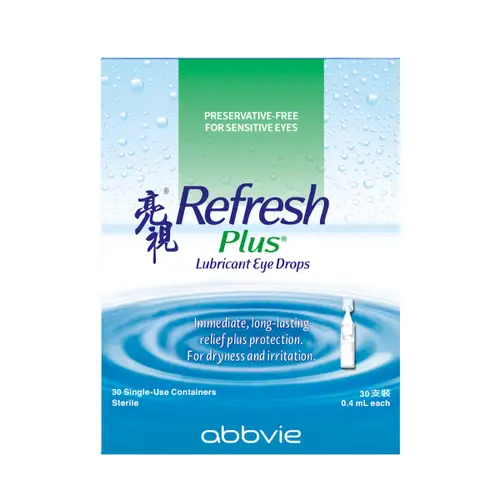 PRESERVATIVE-FREE
FOR SENSITIVE EYES
亮視®
Refresh
Plus®
Lubricant Eye Drops
Immediate, long-lasting
relief plus protection.
For dryness and irritation.
30 Single-Use Containers
Sterile
30支裝
0.4 mL each
abbvie